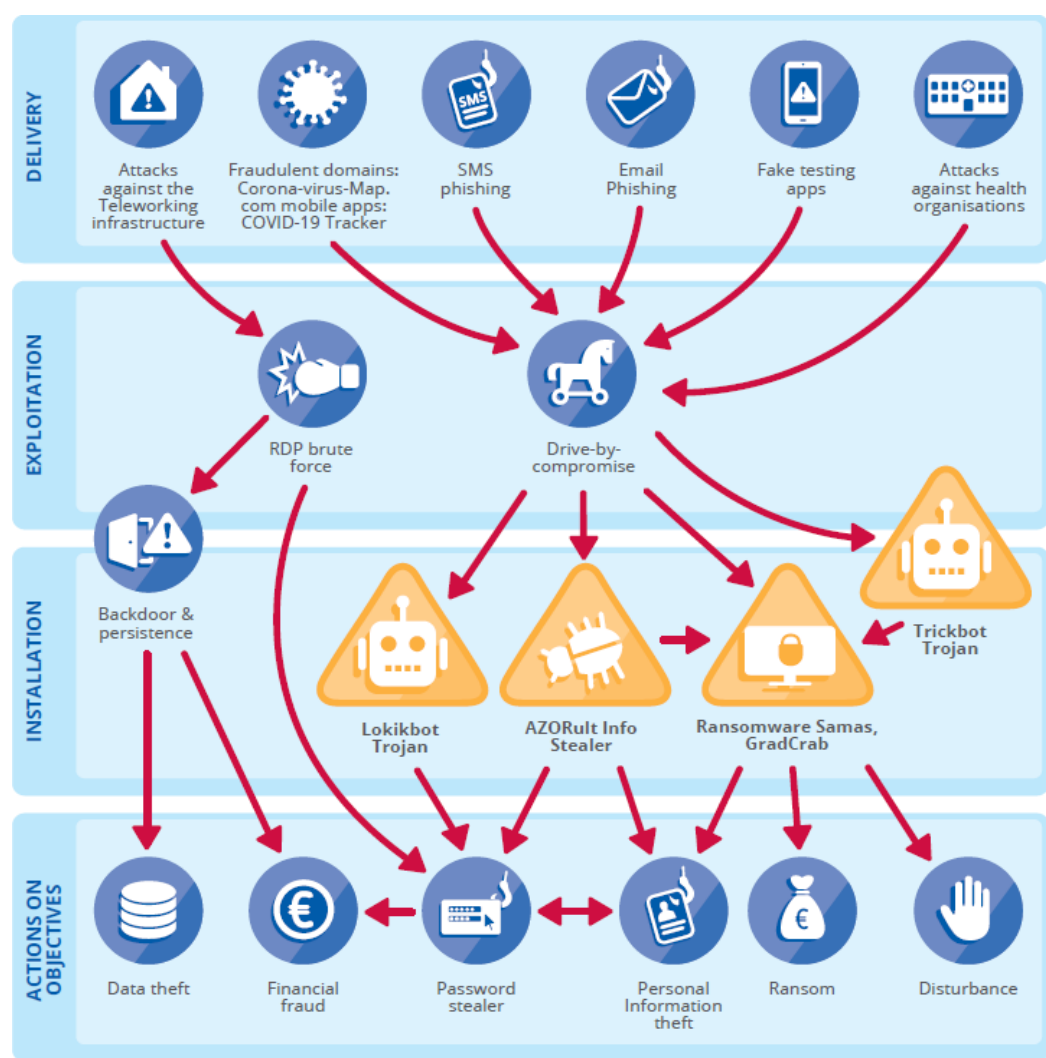 DELIVERY
SMS
Attacks
against the
Teleworking
infrastructure
Fraudulent domains:
Corona-virus-Map.
com mobile apps:
COVID-19 Tracker
SMS
phishing
Email
Phishing
Fake testing
apps
Attacks
against health
organisations
EXPLOITATION
RDP brute
force
Drive-by-
compromise
INSTALLATION
Backdoor &
persistence
Lokikbot
Trojan
AZORult Info
Stealer
Ransomware Samas,
GradCrab
Trickbot
Trojan
ACTIONS ON
OBJECTIVES
€
€
Data theft
Financial
fraud
Password
stealer
Personal
Information
theft
Ransom
Disturbance